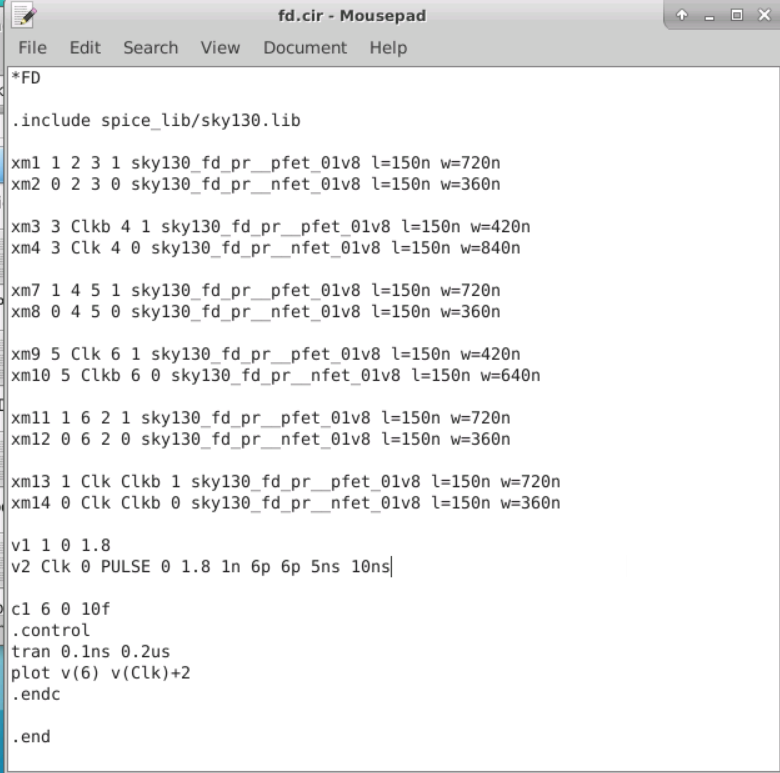 fd.cir - Mousepad
File Edit Search View Document Help
*FD
.include spice_lib/sky130.lib
xm1 1 2 3 1 sky130_fd_pr__pfet_01v8 l=150n w=720n
xm2 0 2 3 0 sky130_fd_pr__nfet_01v8 l=150n w=360n
xm3 3 Clkb 4 1 sky130_fd_pr__pfet_01v8 l=150n w=420n
xm4 3 Clk 4 0 sky130_fd_pr__nfet_01v8 l=150n w=840n
xm7 1 4 5 1 sky130_fd_pr__pfet_01v8 l=150n w=720n
xm8 0 4 5 0 sky130_fd_pr__nfet_01v8 l=150n w=360n
xm9 5 Clk 6 1 sky130_fd_pr__pfet_01v8 l=150n w=420n
xm10 5 Clkb 6 0 sky130_fd_pr__nfet_01v8 l=150n w=640n
xm11 1 6 2 1 sky130_fd_pr__pfet_01v8 l=150n w=720n
xm12 0 6 2 0 sky130_fd_pr__nfet_01v8 l=150n w=360n
xm13 1 Clk Clkb 1 sky130_fd_pr__pfet_01v8 l=150n w=720n
xm14 0 Clk Clkb 0 sky130_fd_pr__nfet_01v8 l=150n w=360n
v1 1 0 1.8
v2 Clk 0 PULSE 0 1.8 1n 6p 6p 5ns 10ns
c1 6 0 10f
.control
tran 0.1ns 0.2us
plot v(6) v(Clk)+2
.endc
.end